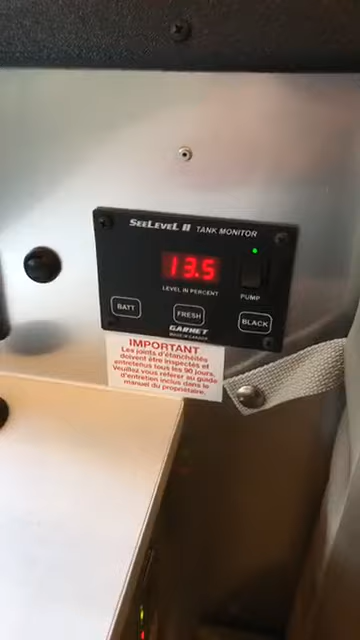 SEELEVEL II TANK MONITOR
13.5
LEVEL IN PERCENT
PUMP
BATT
FRESH
BLACK
GARNET
MADE IN CANADA
IMPORTANT
Les joints d'étanchéités
doivent être inspectés et
entretenus tous les 90 jours.
Veuillez vous référer au guide
d'entretien inclus dans le
manuel du propriétaire.